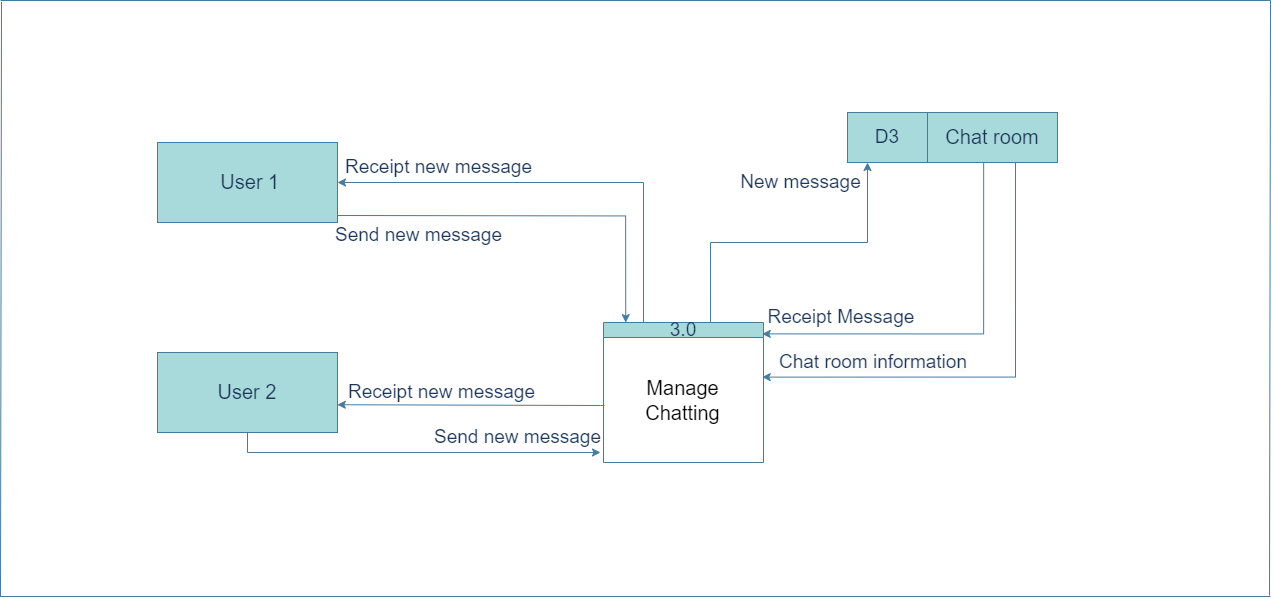 D3
Chat room
User 1
Receipt new message
New message
Send new message
Receipt Message
3.0
Chat room information
User 2
Receipt new message
Manage
Chatting
Send new message